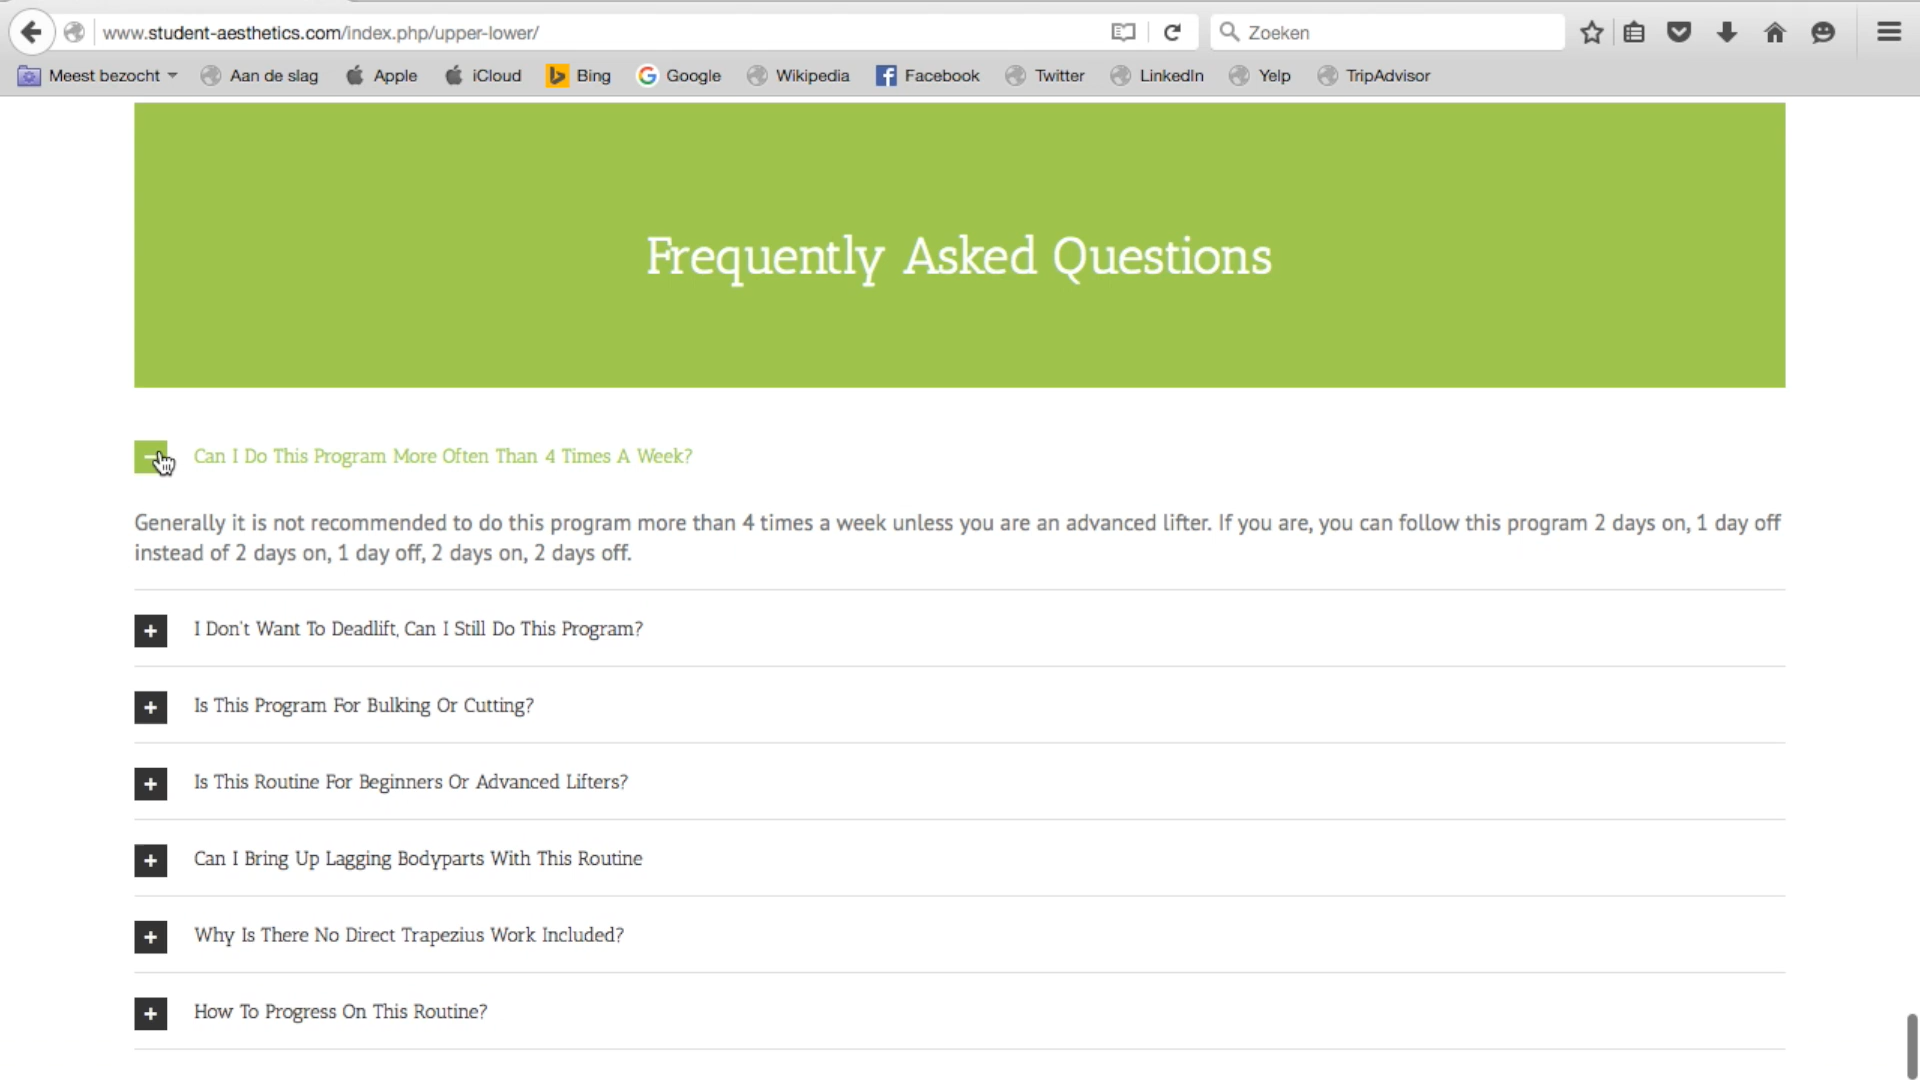 www.student-aesthetics.com/index.php/upper-lower/
Zoeken
Meest bezocht Aan de slag Apple iCloud Bing Google Wikipedia Facebook Twitter LinkedIn Yelp TripAdvisor
Frequently Asked Questions
Can I Do This Program More Often Than 4 Times A Week?
Generally it is not recommended to do this program more than 4 times a week unless you are an advanced lifter. If you are, you can follow this program 2 days on, 1 day off
instead of 2 days on, 1 day off, 2 days on, 2 days off.
I Don't Want To Deadlift, Can I Still Do This Program?
Is This Program For Bulking Or Cutting?
Is This Routine For Beginners Or Advanced Lifters?
Can I Bring Up Lagging Bodyparts With This Routine
Why Is There No Direct Trapezius Work Included?
How To Progress On This Routine?